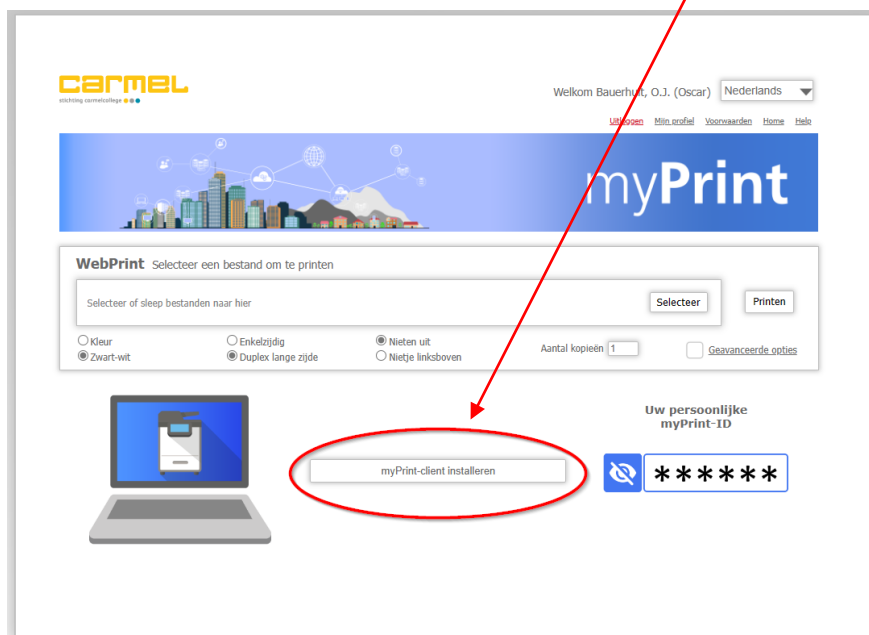 carmel
stichting carmelcollege
Welkom Bauerhuit, O.J. (Oscar) Nederlands
Uitloggen Mijn profiel Voorwaarden Home Help
myPrint
WebPrint Selecteer een bestand om te printen
Selecteer of sleep bestanden naar hier Selecteer Printen
Kleur Enkelzijdig Nieten uit
Zwart-wit Duplex lange zijde Nietje linksboven
Aantal kopieën 1 Geavanceerde opties
Uw persoonlijke
myPrint-ID
myPrint-client installeren
******